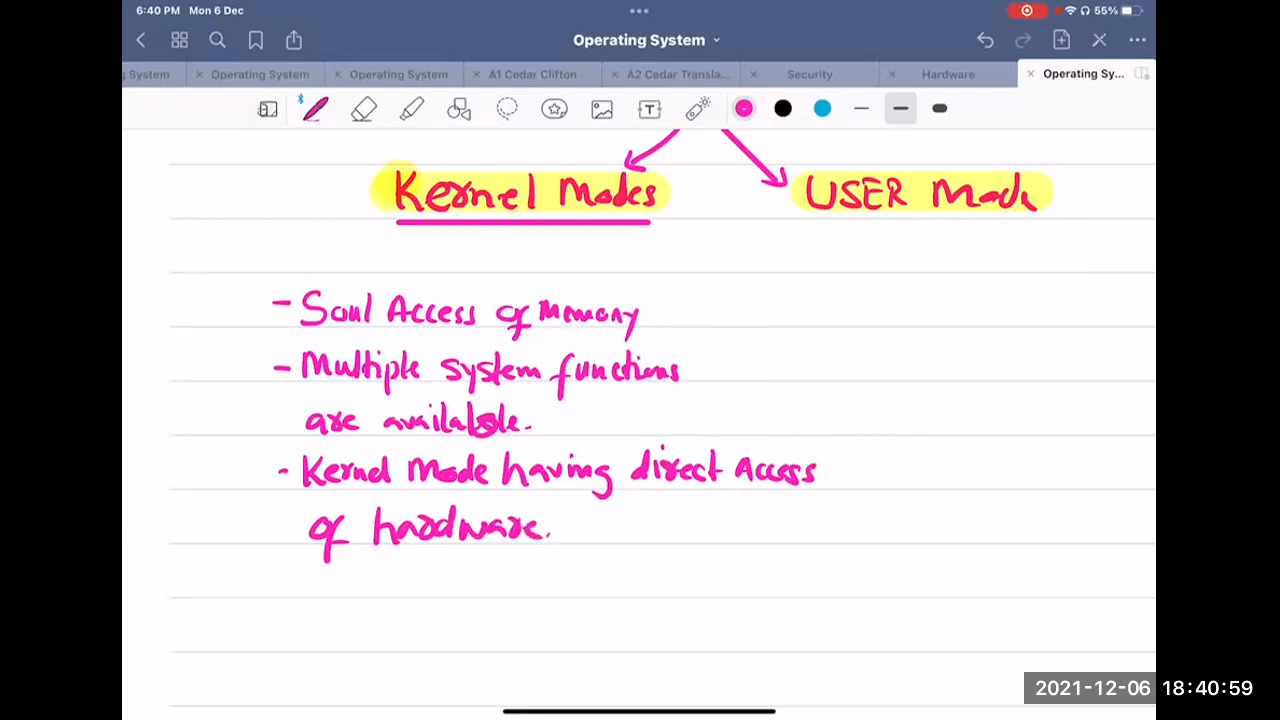 6:40 PM Mon 6 Dec
55%
Operating System
g System
Operating System
Operating System
A1 Cedar Clifton
A2 Cedar Transla...
Security
Hardware
Operating Sy...
T
Kernel Modes
USER Mode
- Soul Access of Memory
- Multiple system functions
are available.
- Kernel Mode having direct Access
of hardware.
2021-12-06 18:40:59